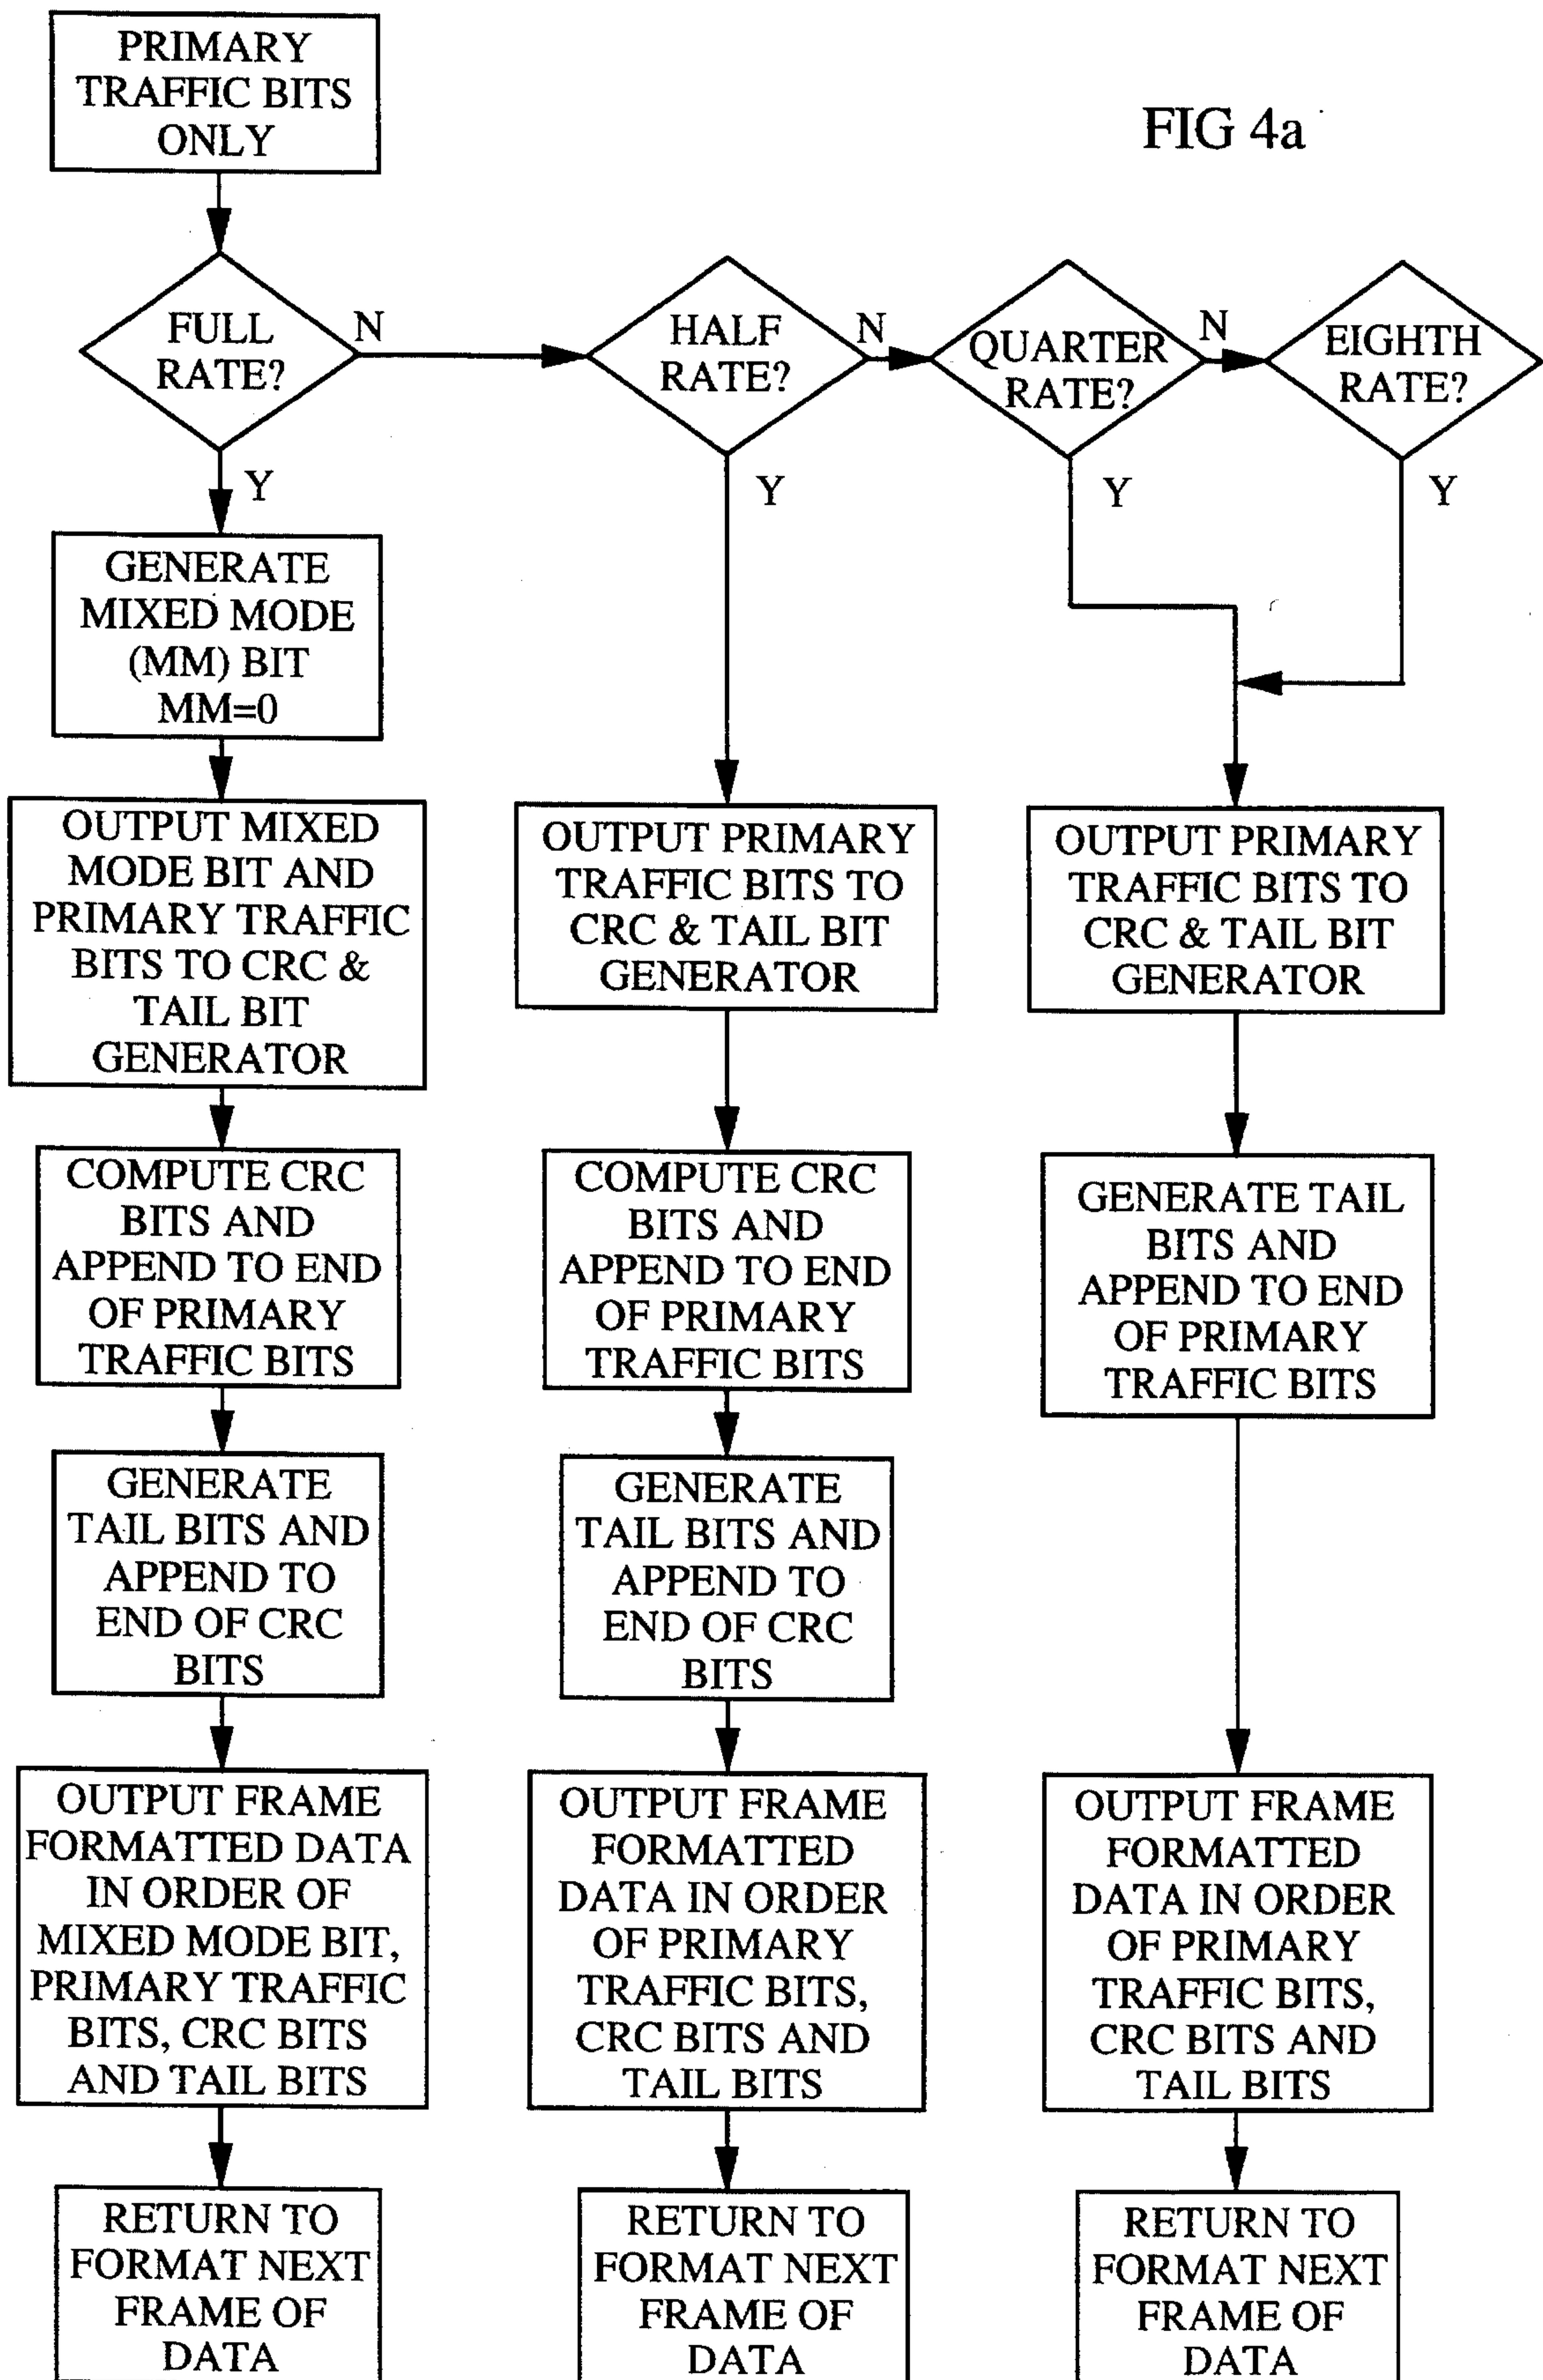 PRIMARY
TRAFFIC BITS
ONLY
FIG 4a
FULL
RATE?
N
HALF
RATE?
N
QUARTER
RATE?
N
EIGHTH
RATE?
Y
Y
Y
Y
GENERATE
MIXED MODE
(MM) BIT
MM=0
OUTPUT MIXED
MODE BIT AND
PRIMARY TRAFFIC
BITS TO CRC &
TAIL BIT
GENERATOR
OUTPUT PRIMARY
TRAFFIC BITS TO
CRC & TAIL BIT
GENERATOR
OUTPUT PRIMARY
TRAFFIC BITS TO
CRC & TAIL BIT
GENERATOR
COMPUTE CRC
BITS AND
APPEND TO END
OF PRIMARY
TRAFFIC BITS
COMPUTE CRC
BITS AND
APPEND TO END
OF PRIMARY
TRAFFIC BITS
GENERATE TAIL
BITS AND
APPEND TO END
OF PRIMARY
TRAFFIC BITS
GENERATE
TAIL BITS AND
APPEND TO
END OF CRC
BITS
GENERATE
TAIL BITS AND
APPEND TO
END OF CRC
BITS
OUTPUT FRAME
FORMATTED DATA
IN ORDER OF
MIXED MODE BIT,
PRIMARY TRAFFIC
BITS, CRC BITS
AND TAIL BITS
OUTPUT FRAME
FORMATTED
DATA IN ORDER
OF PRIMARY
TRAFFIC BITS,
CRC BITS AND
TAIL BITS
OUTPUT FRAME
FORMATTED
DATA IN ORDER
OF PRIMARY
TRAFFIC BITS,
CRC BITS AND
TAIL BITS
RETURN TO
FORMAT NEXT
FRAME OF
DATA
RETURN TO
FORMAT NEXT
FRAME OF
DATA
RETURN TO
FORMAT NEXT
FRAME OF
DATA